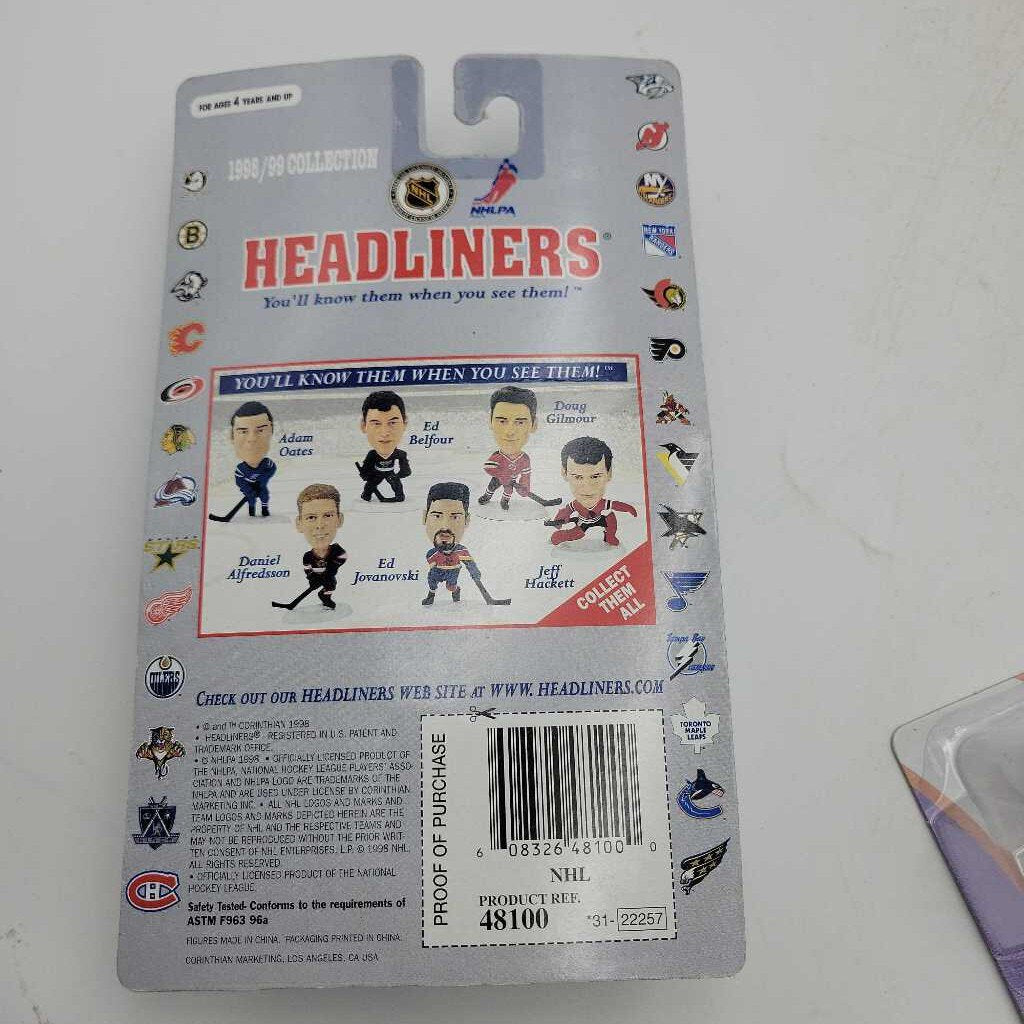 FOR AGES 4 YEARS AND UP
1998/99 COLLECTION
NHL
NHLPA
HEADLINERS®
You'll know them when you see them!™
YOU'LL KNOW THEM WHEN YOU SEE THEM!™
Adam
Oates
Ed
Belfour
Doug
Gilmour
Daniel
Alfredsson
Ed
Jovanovski
Jeff
Hackett
COLLECT
THEM
ALL
B
NEW YORK
RANGERS
NY
OILERS
Tampa Bay
Lightning
TORONTO
MAPLE
LEAFS
CHECK OUT OUR HEADLINERS WEB SITE AT WWW. HEADLINERS.COM
• © and ™ CORINTHIAN 1998
• HEADLINERS®, REGISTERED IN U.S. PATENT AND
TRADEMARK OFFICE.
• © NHLPA 1998 • OFFICIALLY LICENSED PRODUCT OF
THE NHLPA, NATIONAL HOCKEY LEAGUE PLAYERS' ASSO-
CIATION AND NHLPA LOGO ARE TRADEMARKS OF THE
NHLPA AND ARE USED UNDER LICENSE BY CORINTHIAN
MARKETING INC. • ALL NHL LOGOS AND MARKS AND
TEAM LOGOS AND MARKS DEPICTED HEREIN ARE THE
PROPERTY OF NHL AND THE RESPECTIVE TEAMS AND
MAY NOT BE REPRODUCED WITHOUT THE PRIOR WRIT-
TEN CONSENT OF NHL ENTERPRISES, L.P. © 1998 NHL.
ALL RIGHTS RESERVED.
• OFFICIALLY LICENSED PRODUCT OF THE NATIONAL
HOCKEY LEAGUE.
Safety Tested- Conforms to the requirements of
ASTM F963 96a
FIGURES MADE IN CHINA. PACKAGING PRINTED IN CHINA.
CORINTHIAN MARKETING, LOS ANGELES, CA USA
PROOF OF PURCHASE
6 08326 48100 0
NHL
PRODUCT REF.
48100
*31- 22257